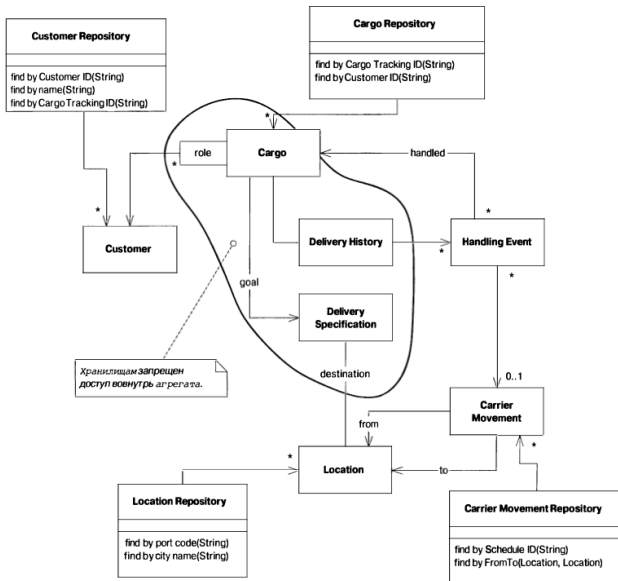 Cargo Repository
find by Cargo Tracking ID(String)
find by Customer ID(String)
Customer Repository
find by Customer ID(String)
find by name(String)
find by Cargo Tracking ID(String)
*
role
*
Cargo
handled
*
Customer
Delivery History
*
Handling Event
*
*
goal
Delivery
Specification
Хранилищам запрещен
доступ вовнутрь агрегата.
destination
0..1
Carrier
Movement
from
*
Location
to
*
Location Repository
find by port code(String)
find by city name(String)
Carrier Movement Repository
find by Schedule ID(String)
find by FromTo(Location, Location)